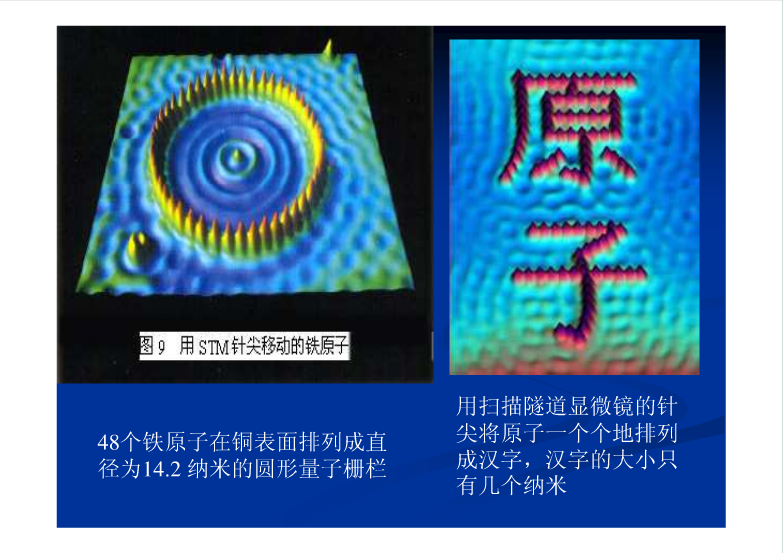 图9 用STM针尖移动的铁原子
48个铁原子在铜表面排列成直
径为14.2 纳米的圆形量子栅栏
原
子
用扫描隧道显微镜的针
尖将原子一个个地排列
成汉字，汉字的大小只
有几个纳米